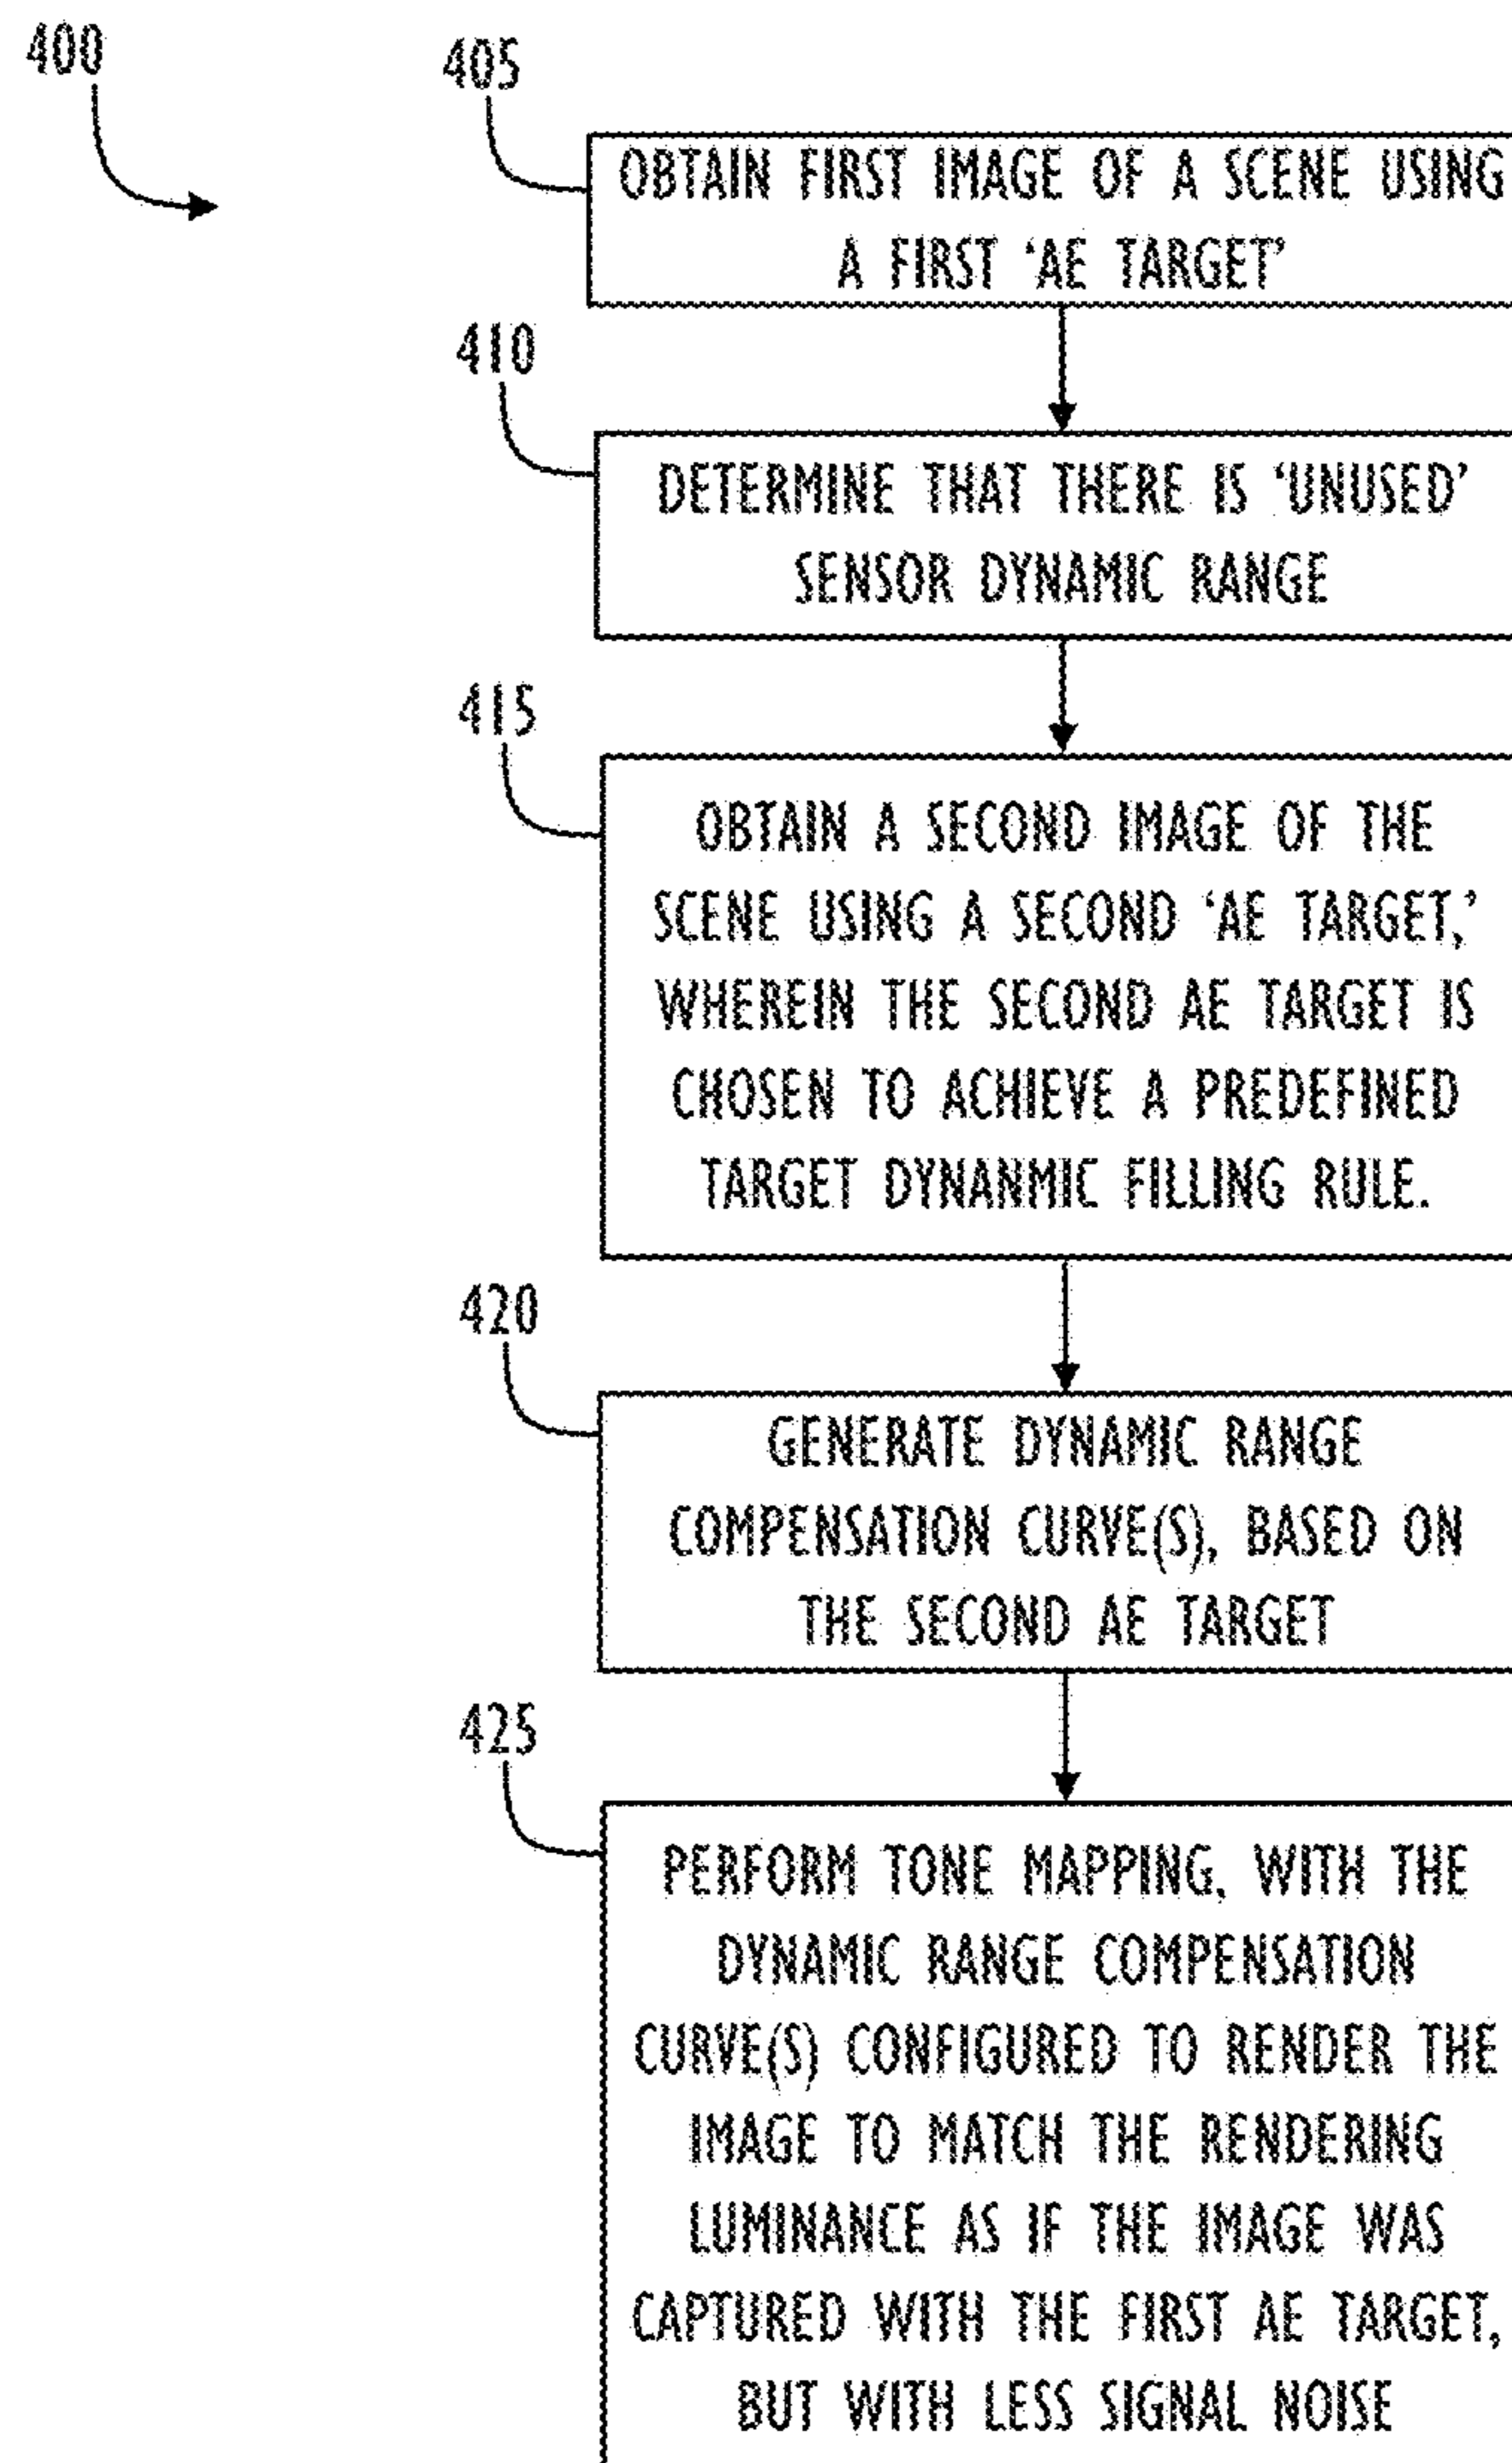 400
405
OBTAIN FIRST IMAGE OF A SCENE USING
A FIRST ‘AE TARGET’
410
DETERMINE THAT THERE IS ‘UNUSED’
SENSOR DYNAMIC RANGE
415
OBTAIN A SECOND IMAGE OF THE
SCENE USING A SECOND ‘AE TARGET,’
WHEREIN THE SECOND AE TARGET IS
CHOSEN TO ACHIEVE A PREDEFINED
TARGET DYNANMIC FILLING RULE.
420
GENERATE DYNAMIC RANGE
COMPENSATION CURVE(S), BASED ON
THE SECOND AE TARGET
425
PERFORM TONE MAPPING, WITH THE
DYNAMIC RANGE COMPENSATION
CURVE(S) CONFIGURED TO RENDER THE
IMAGE TO MATCH THE RENDERING
LUMINANCE AS IF THE IMAGE WAS
CAPTURED WITH THE FIRST AE TARGET,
BUT WITH LESS SIGNAL NOISE